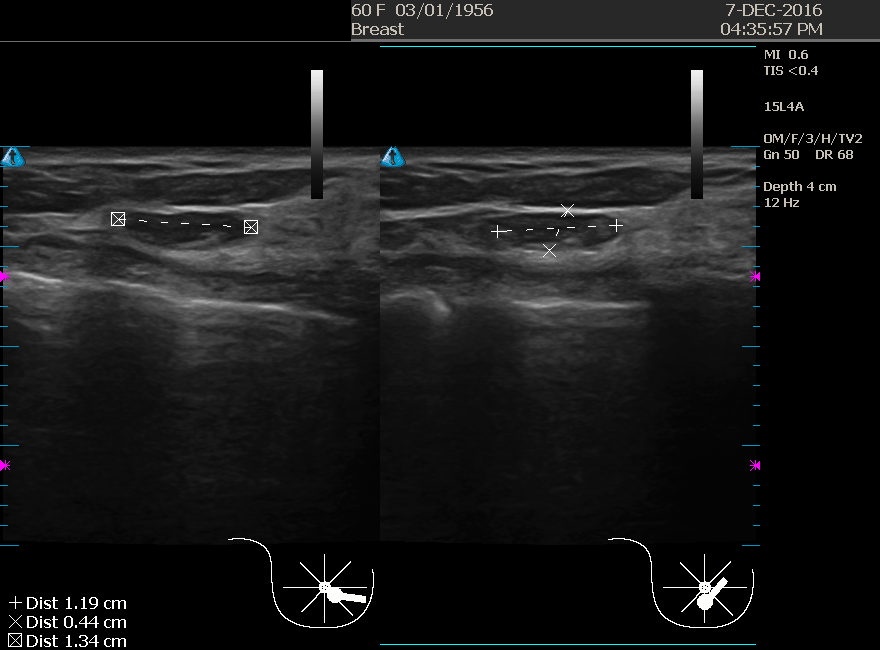 60 F 03/01/1956 7-DEC-2016
Breast 04:35:57 PM
MI 0.6
TIS <0.4
15L4A
OM/F/3/H/TV2
Gn 50 DR 68
Depth 4 cm
12 Hz
Dist 1.19 cm
Dist 0.44 cm
Dist 1.34 cm